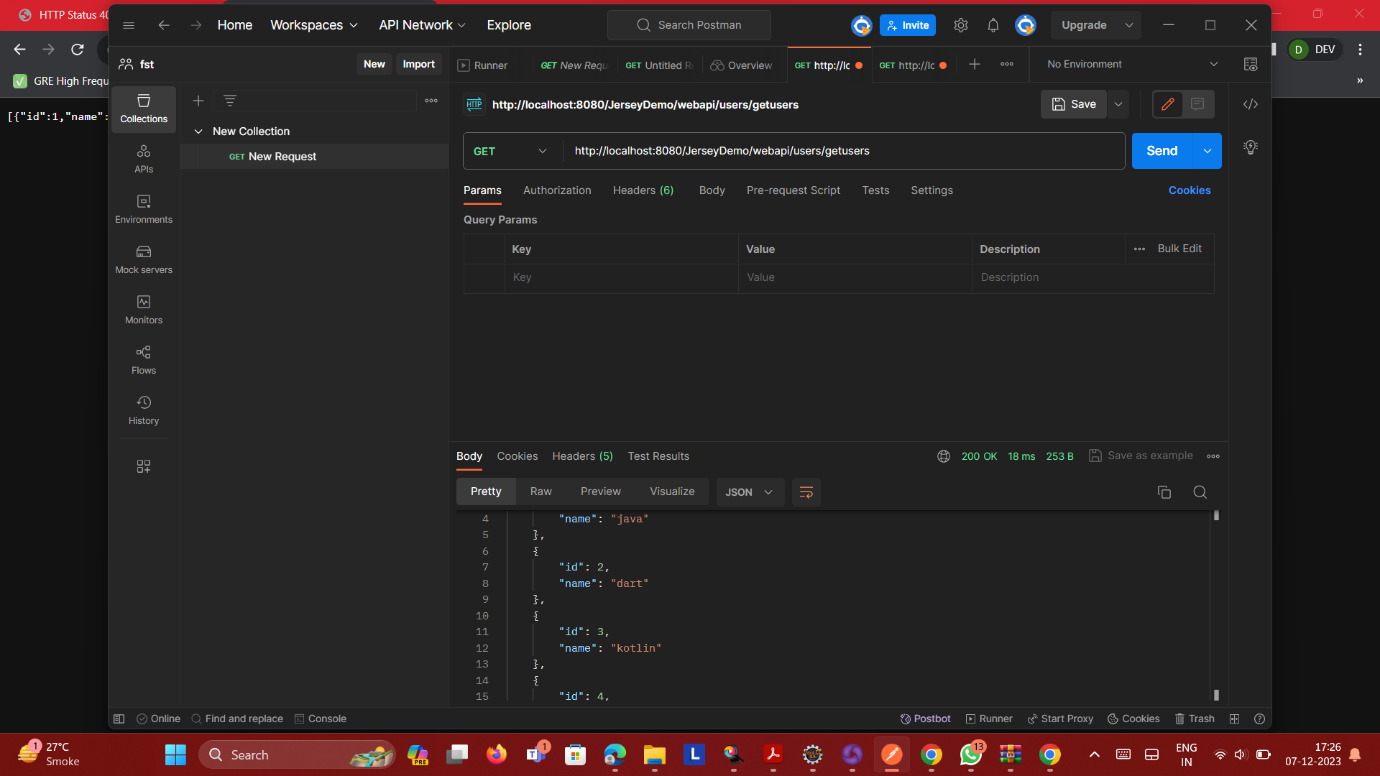 HTTP Status 40
GRE High Frequ
[{"id":1,"name":
D DEV
»
Home Workspaces API Network Explore
Search Postman
Invite
Upgrade
fst
New Import
Runner
GET New Requ
GET Untitled R
Overview
GET http://lc
GET http://lc
No Environment
Collections
APIs
Environments
Mock servers
Monitors
Flows
History
New Collection
GET New Request
HTTP http://localhost:8080/JerseyDemo/webapi/users/getusers
Save
GET http://localhost:8080/JerseyDemo/webapi/users/getusers
Send
Params Authorization Headers (6) Body Pre-request Script Tests Settings Cookies
Query Params
Key Value Description Bulk Edit
Key Value Description
Body Cookies Headers (5) Test Results 200 OK 18 ms 253 B Save as example
Pretty Raw Preview Visualize JSON
4 "name": "java"
5 },
6 {
7 "id": 2,
8 "name": "dart"
9 },
10 {
11 "id": 3,
12 "name": "kotlin"
13 },
14 {
15 "id": 4,
Online Find and replace Console Postbot Runner Start Proxy Cookies Trash
1
27°C
Smoke
Search
PRE
1
L
13
ENG
IN
17:26
07-12-2023